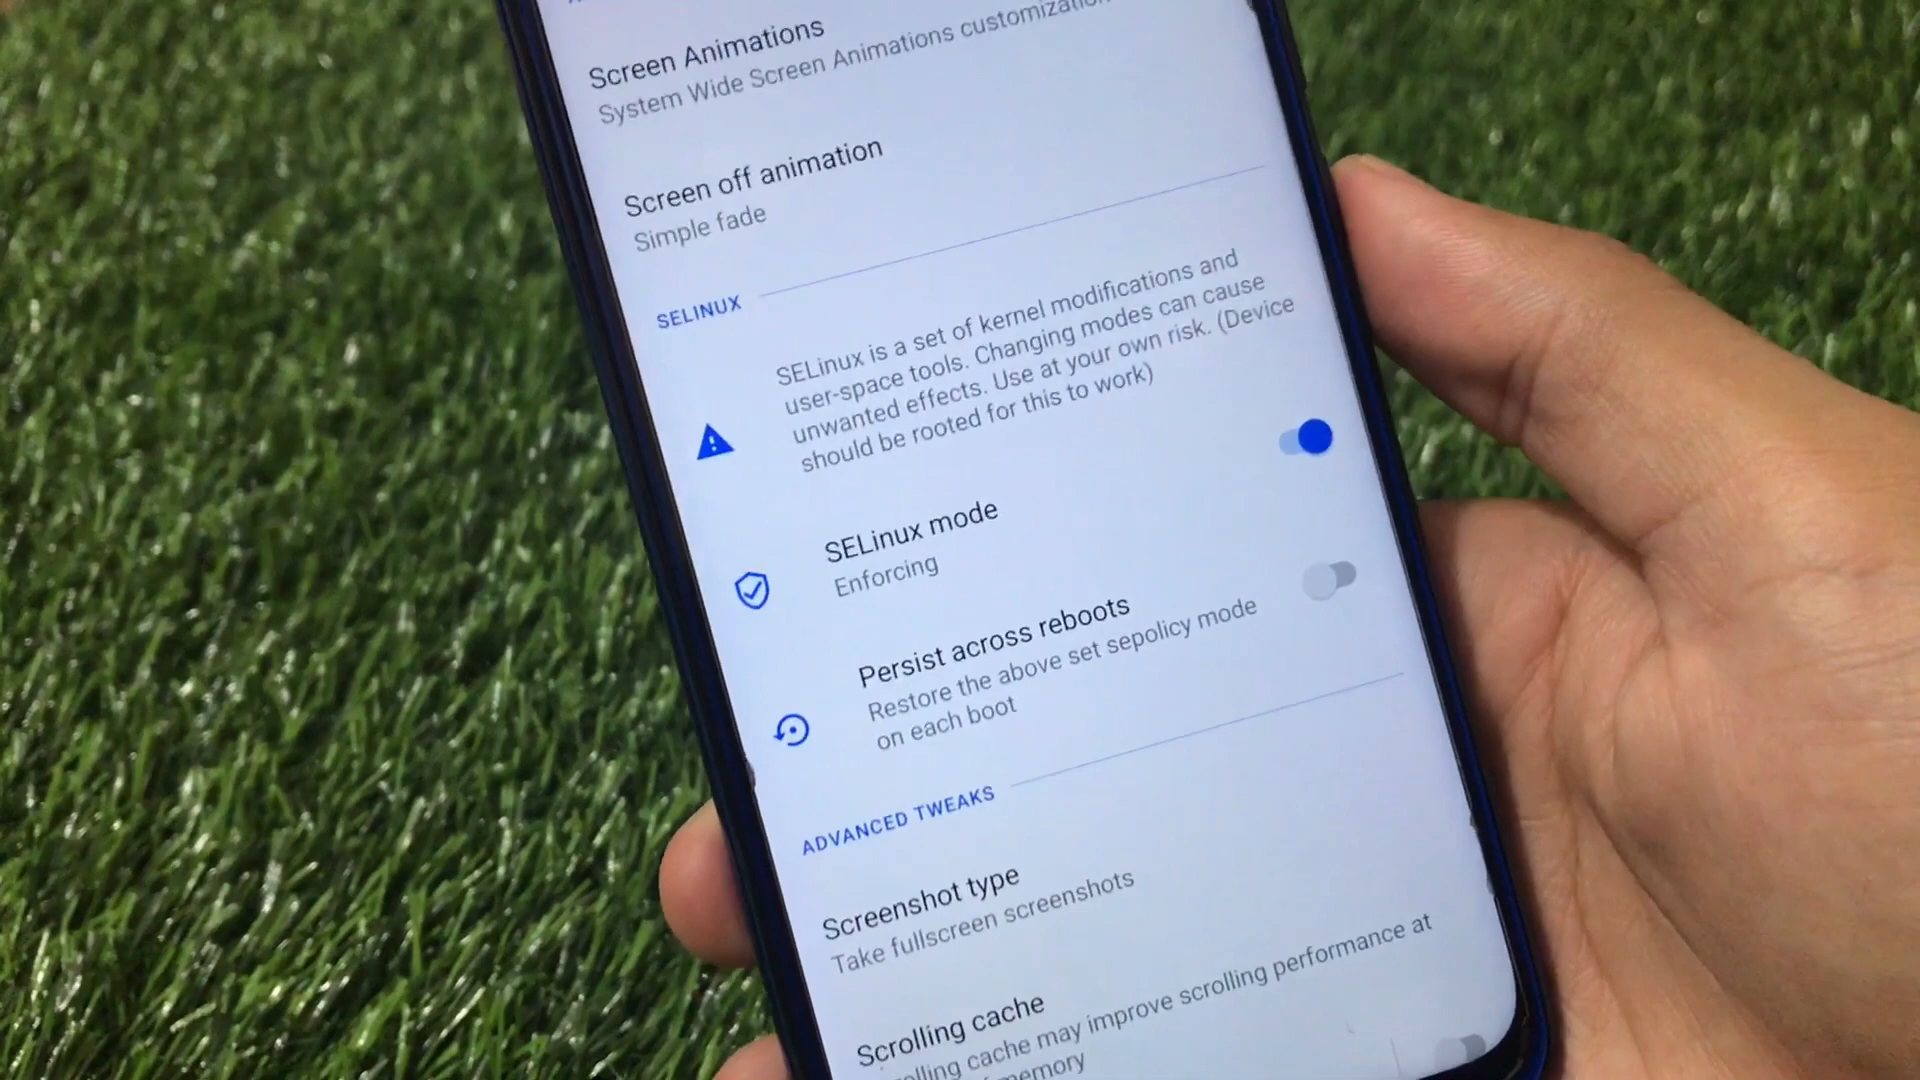 Screen Animations
System Wide Screen Animations customization
Screen off animation
Simple fade
SELINUX
SELinux is a set of kernel modifications and
user-space tools. Changing modes can cause
unwanted effects. Use at your own risk. (Device
should be rooted for this to work)
SELinux mode
Enforcing
Persist across reboots
Restore the above set sepolicy mode
on each boot
ADVANCED TWEAKS
Screenshot type
Take fullscreen screenshots
Scrolling cache
cache may improve scrolling performance at
memory